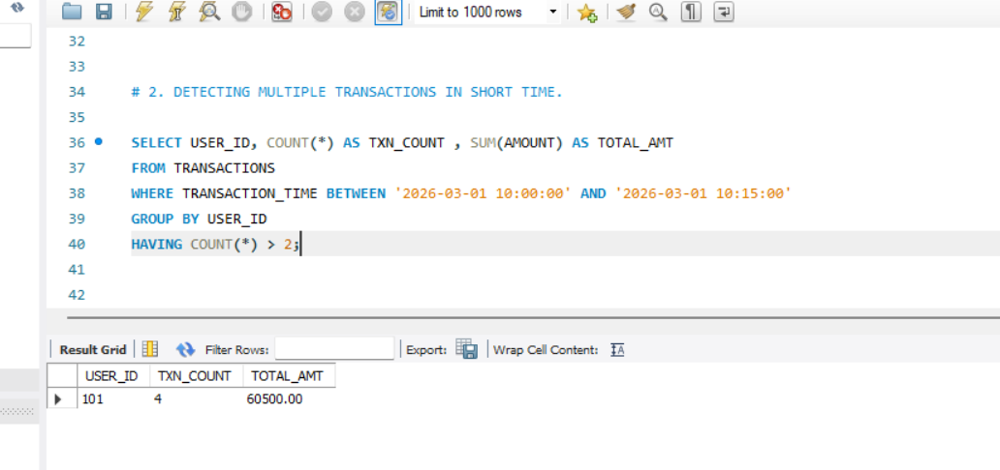 Limit to 1000 rows
32
33
34 # 2. DETECTING MULTIPLE TRANSACTIONS IN SHORT TIME.
35
36 SELECT USER_ID, COUNT(*) AS TXN_COUNT , SUM(AMOUNT) AS TOTAL_AMT
37 FROM TRANSACTIONS
38 WHERE TRANSACTION_TIME BETWEEN '2026-03-01 10:00:00' AND '2026-03-01 10:15:00'
39 GROUP BY USER_ID
40 HAVING COUNT(*) > 2;
41
42
Result Grid Filter Rows: Export: Wrap Cell Content:
USER_ID TXN_COUNT TOTAL_AMT
101 4 60500.00